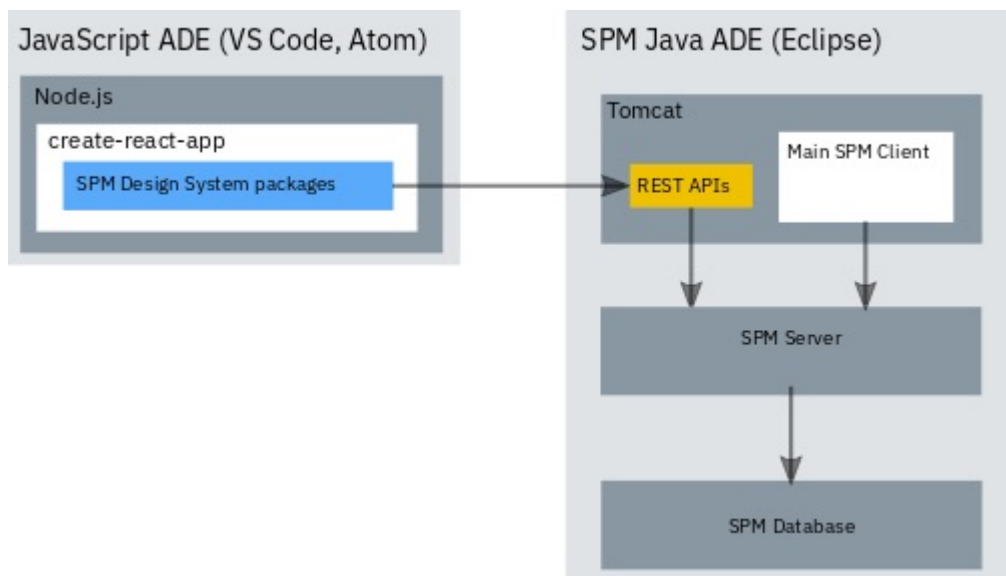 JavaScript ADE (VS Code, Atom)
Node.js
create-react-app
SPM Design System packages
SPM Java ADE (Eclipse)
Tomcat
Main SPM Client
REST APIs
SPM Server
SPM Database